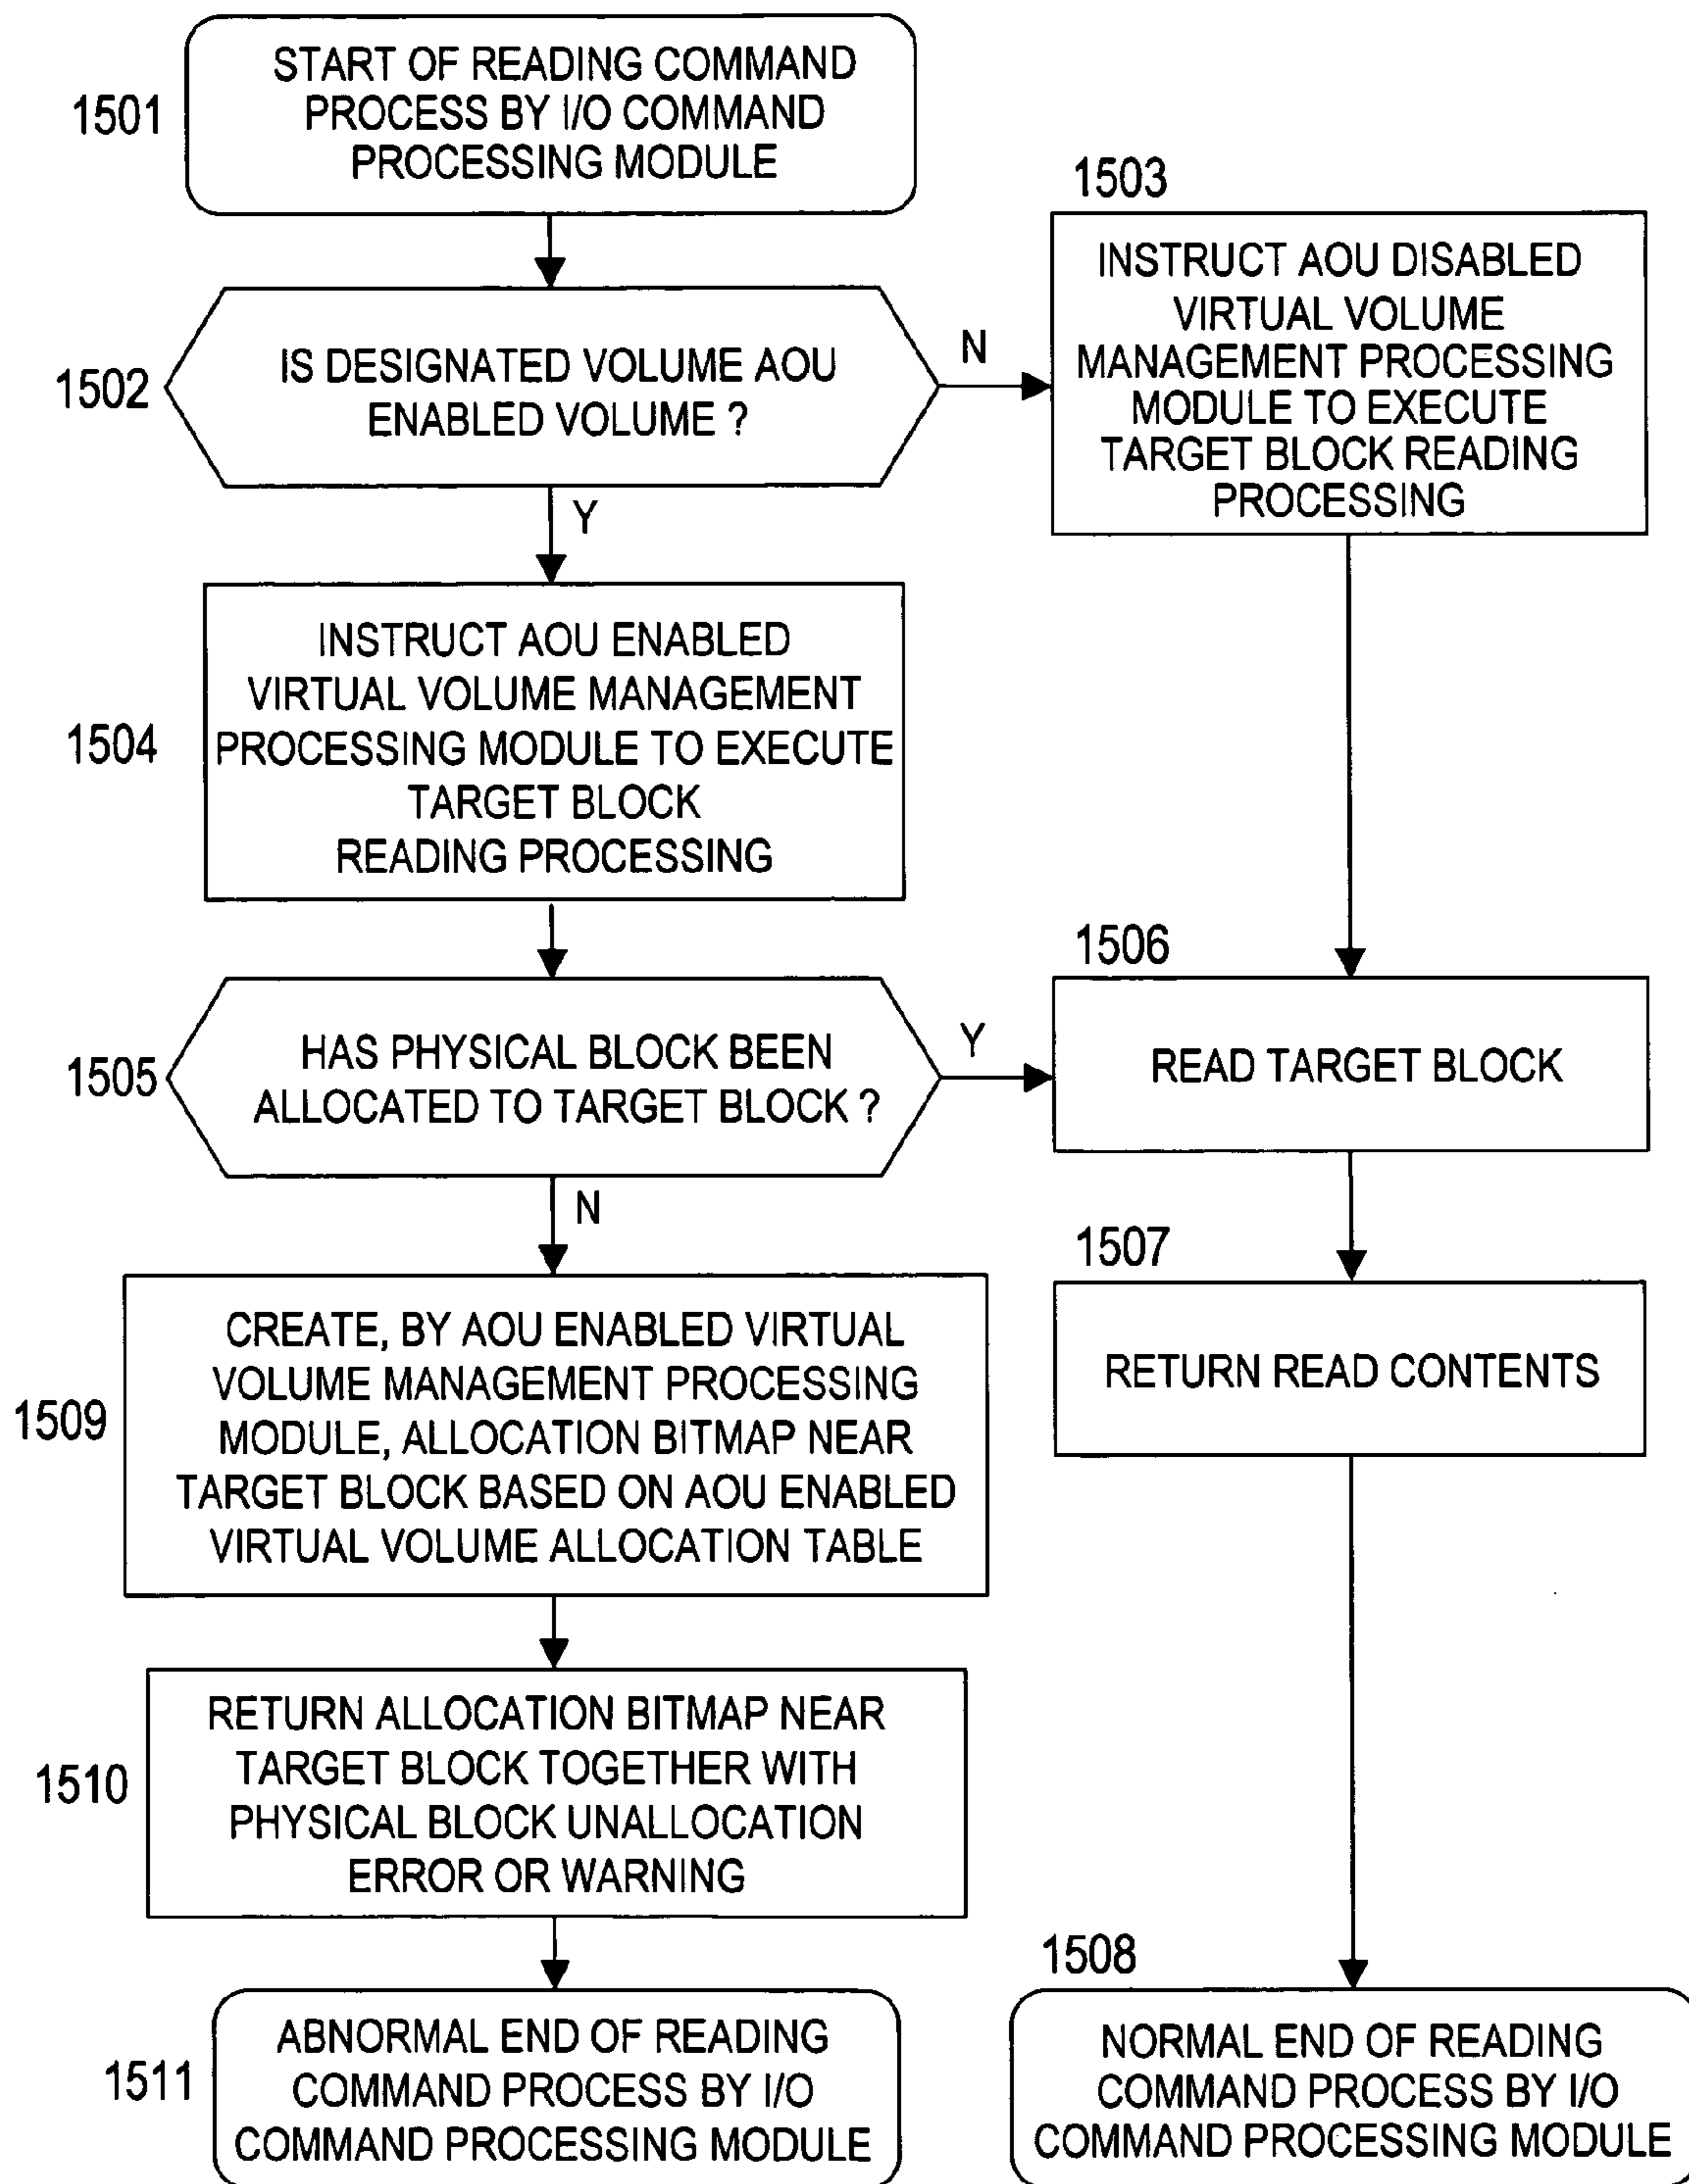 1501
START OF READING COMMAND
PROCESS BY I/O COMMAND
PROCESSING MODULE
1502
IS DESIGNATED VOLUME AOU
ENABLED VOLUME ?
N
Y
1503
INSTRUCT AOU DISABLED
VIRTUAL VOLUME
MANAGEMENT PROCESSING
MODULE TO EXECUTE
TARGET BLOCK READING
PROCESSING
1504
INSTRUCT AOU ENABLED
VIRTUAL VOLUME MANAGEMENT
PROCESSING MODULE TO EXECUTE
TARGET BLOCK
READING PROCESSING
1505
HAS PHYSICAL BLOCK BEEN
ALLOCATED TO TARGET BLOCK ?
Y
N
1506
READ TARGET BLOCK
1507
RETURN READ CONTENTS
1509
CREATE, BY AOU ENABLED VIRTUAL
VOLUME MANAGEMENT PROCESSING
MODULE, ALLOCATION BITMAP NEAR
TARGET BLOCK BASED ON AOU ENABLED
VIRTUAL VOLUME ALLOCATION TABLE
1510
RETURN ALLOCATION BITMAP NEAR
TARGET BLOCK TOGETHER WITH
PHYSICAL BLOCK UNALLOCATION
ERROR OR WARNING
1511
ABNORMAL END OF READING
COMMAND PROCESS BY I/O
COMMAND PROCESSING MODULE
1508
NORMAL END OF READING
COMMAND PROCESS BY I/O
COMMAND PROCESSING MODULE